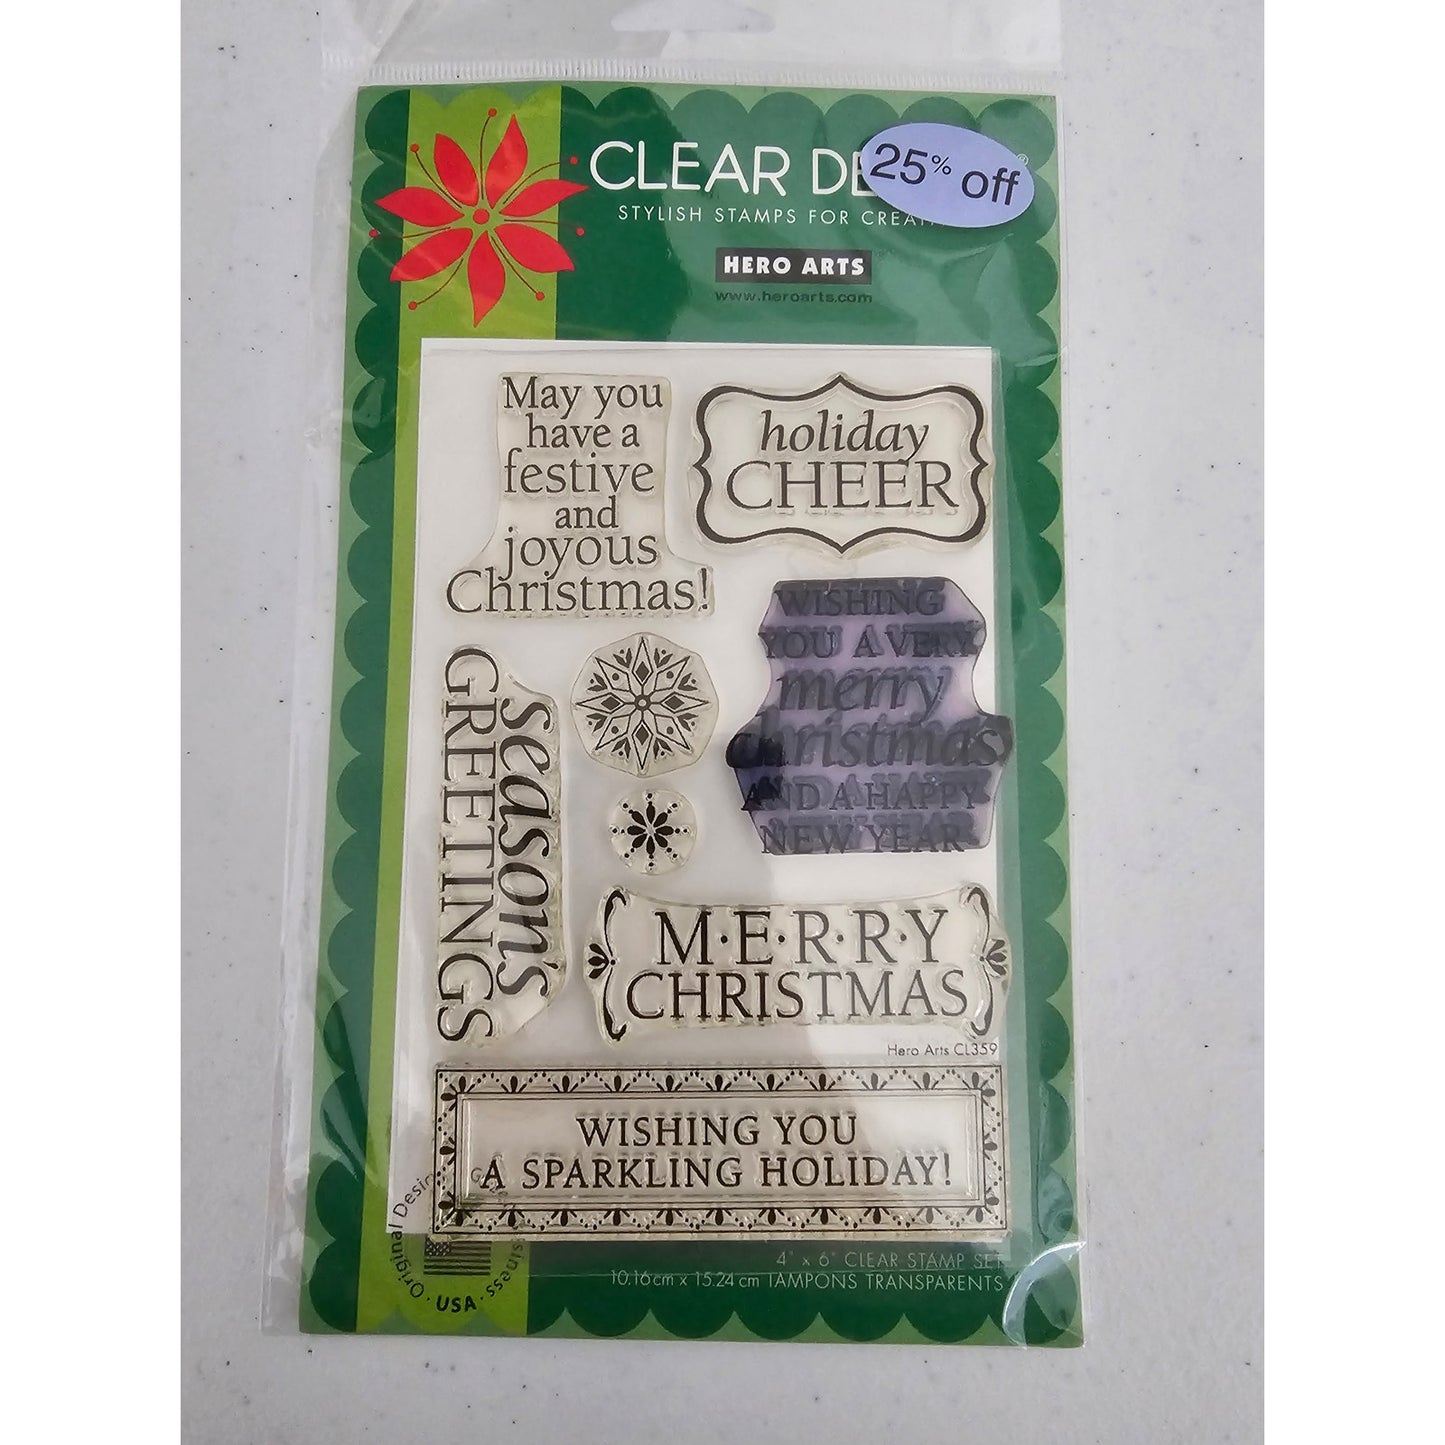 CLEAR DE
25% off
STYLISH STAMPS FOR CREAT
HERO ARTS
www.heroarts.com
May you
have a
festive
and
joyous
Christmas!
holiday
CHEER
WISHING
YOU A VERY
merry
christmas
AND A HAPPY
NEW YEAR
season's
GREETINGS
M·E·R·R·Y
CHRISTMAS
Hero Arts CL359
WISHING YOU
A SPARKLING HOLIDAY!
Original
USA
4" x 6" CLEAR STAMP SET
10.16cm x 15.24cm TAMPONS TRANSPARENTS